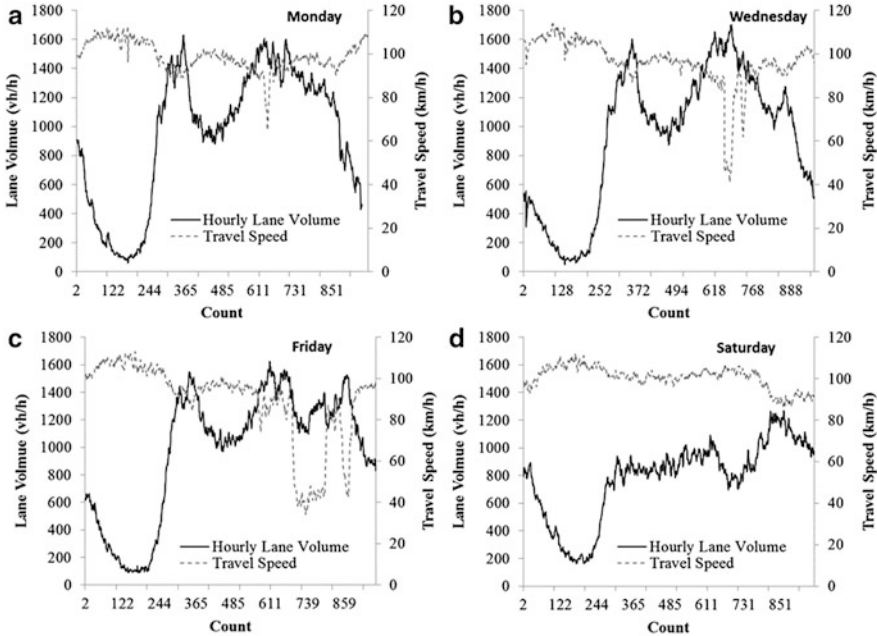 a
Monday
Lane Volmue (vh/h)
1800
1600
1400
1200
1000
800
600
400
200
0
120
100
80
60
40
20
0
Travel Speed (km/h)
Hourly Lane Volume
Travel Speed
2 122 244 365 485 611 731 851
Count
b
Wednesday
Lane Volmue (vh/h)
1800
1600
1400
1200
1000
800
600
400
200
0
120
100
80
60
40
20
0
Travel Speed (km/h)
Hourly Lane Volume
Travel Speed
2 128 252 372 494 618 768 888
Count
c
Friday
Lane Volmue (vh/h)
1800
1600
1400
1200
1000
800
600
400
200
0
120
100
80
60
40
20
0
Travel Speed (km/h)
Hourly Lane Volume
Travel Speed
2 122 244 365 485 611 739 859
Count
d
Saturday
Lane Volmue (vh/h)
1800
1600
1400
1200
1000
800
600
400
200
0
120
100
80
60
40
20
0
Travel Speed (km/h)
Hourly Lane Volume
Travel Speed
2 122 244 365 485 611 731 851
Count